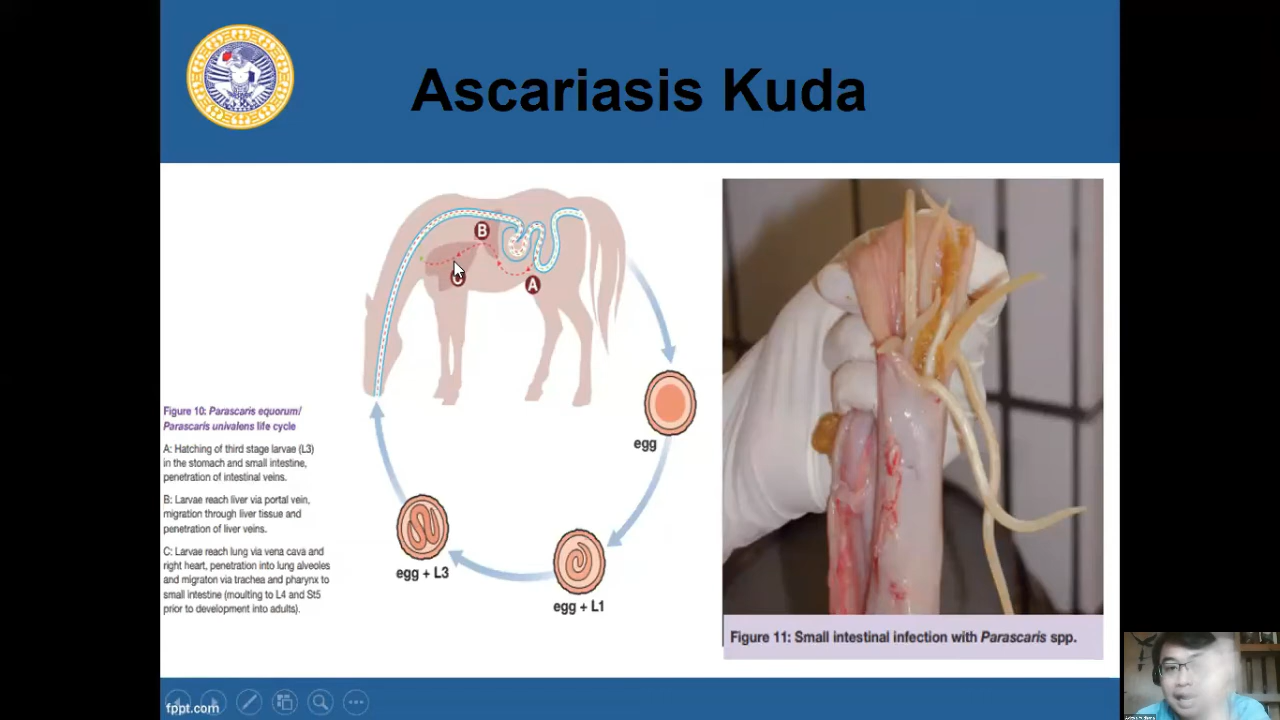 Ascariasis Kuda
B
C
A
egg
egg + L1
egg + L3
Figure 10: Parascaris equorum/
Parascaris univalens life cycle
A: Hatching of third stage larvae (L3)
in the stomach and small intestine,
penetration of intestinal veins.
B: Larvae reach liver via portal vein,
migration through liver tissue and
penetration of liver veins.
C: Larvae reach lung via vena cava and
right heart, penetration into lung alveoles
and migraton via trachea and pharynx to
small intestine (moulting to L4 and St5
prior to development into adults).
Figure 11: Small intestinal infection with Parascaris spp.
fppt.com